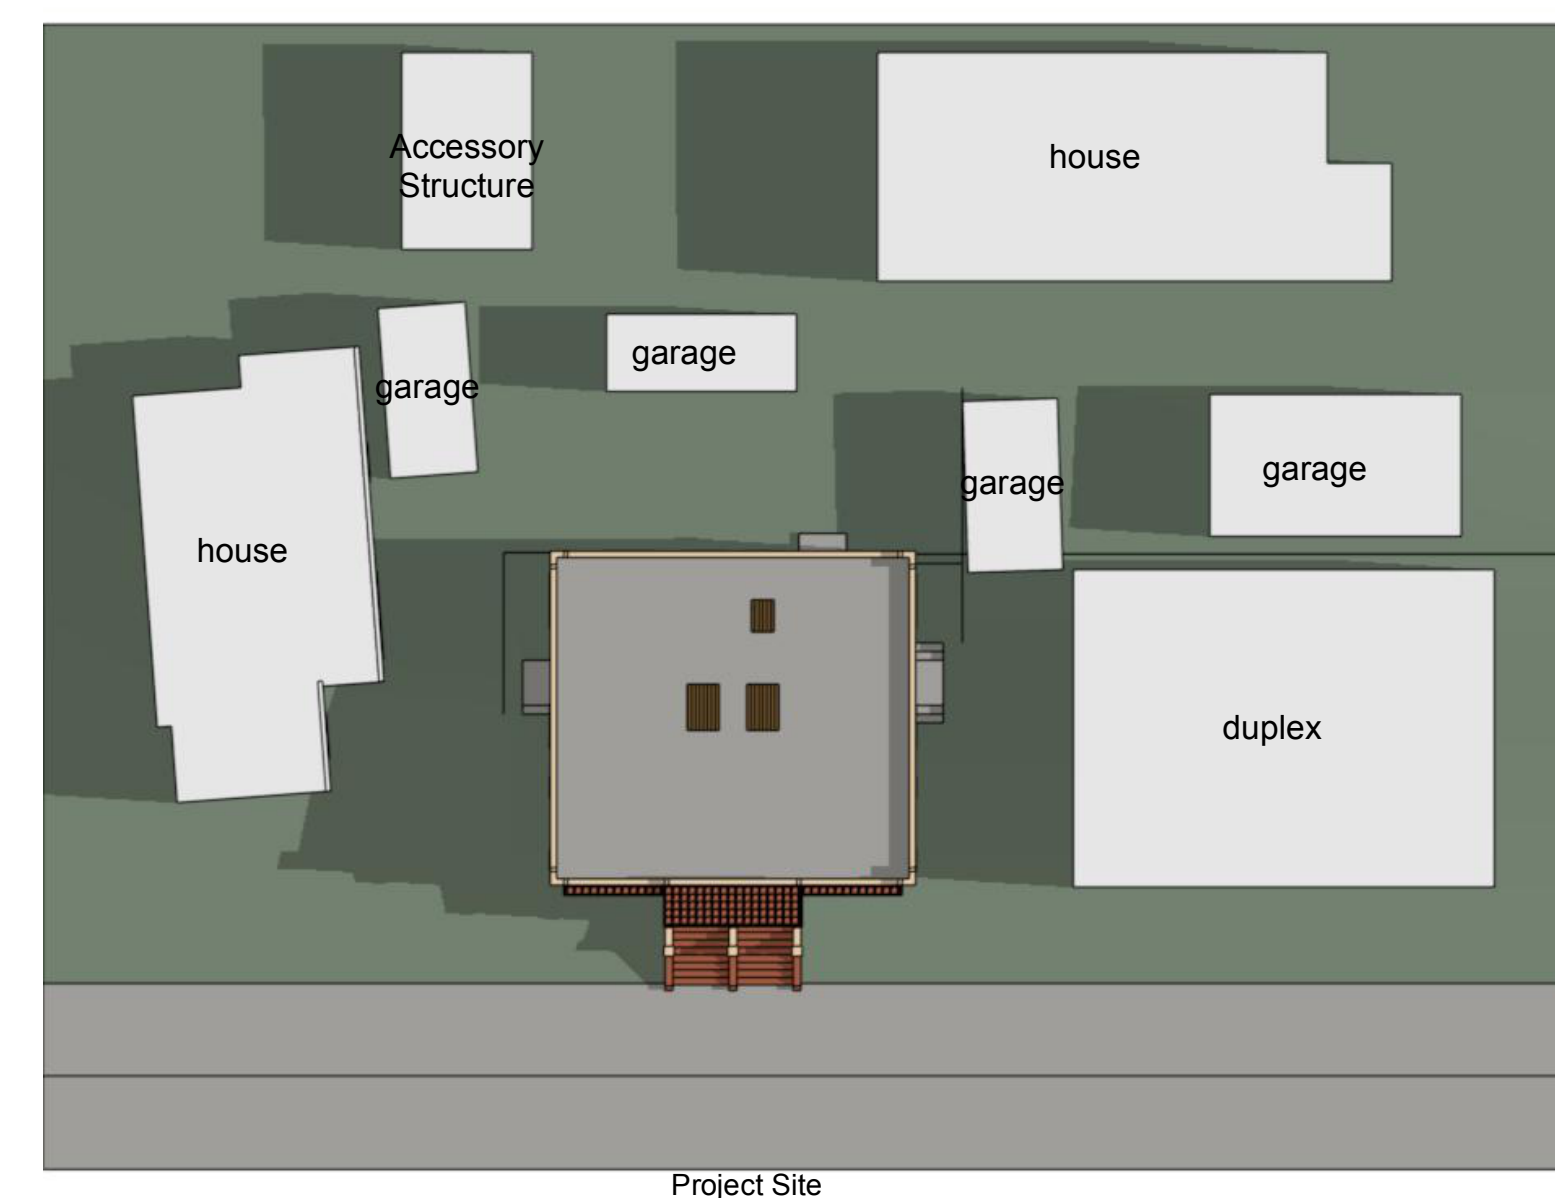 Accessory
Structure
house
garage
garage
garage
garage
house
duplex
Project Site